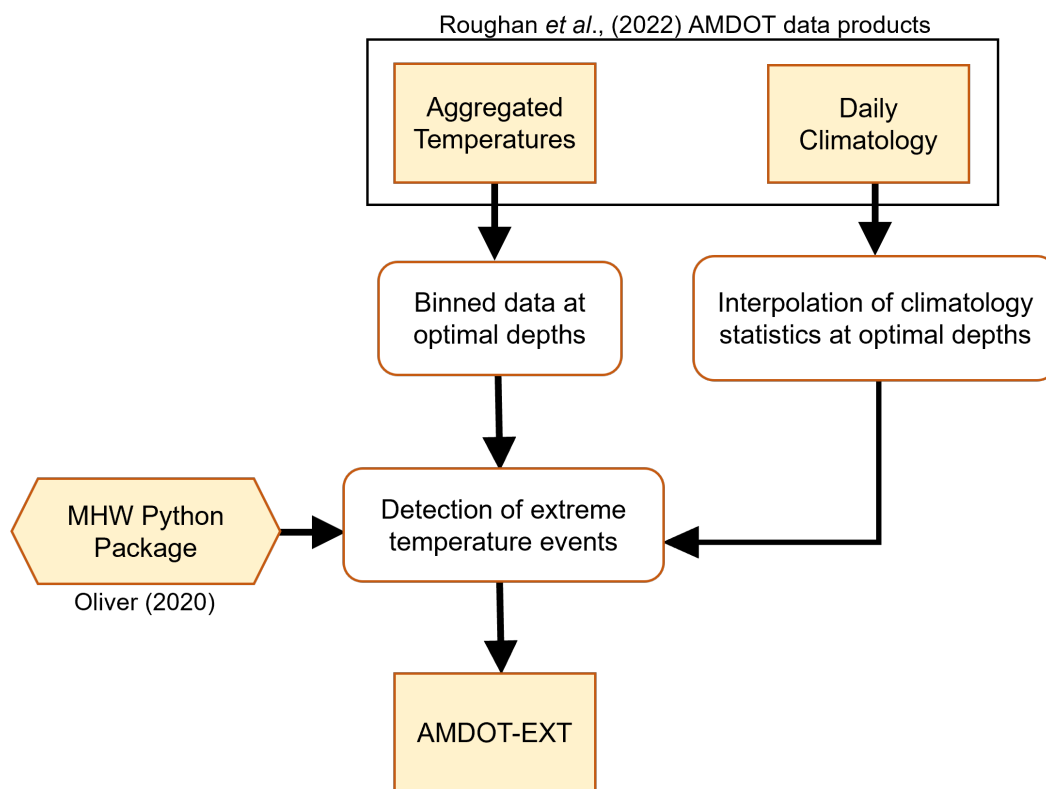 Roughan et al., (2022) AMDOT data products
Aggregated
Temperatures
Daily
Climatology
Binned data at
optimal depths
Interpolation of climatology
statistics at optimal depths
MHW Python
Package
Oliver (2020)
Detection of extreme
temperature events
AMDOT-EXT